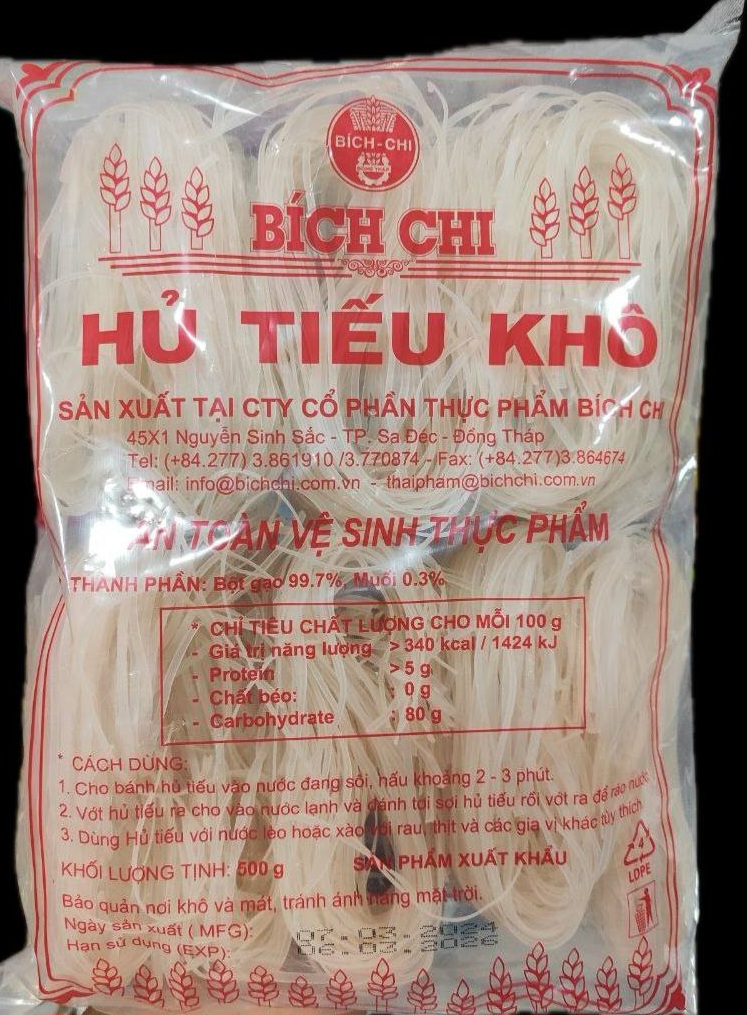 BÍCH-CHI
BÍCH CHI
HỦ TIẾU KHÔ
SẢN XUẤT TẠI CTY CỔ PHẦN THỰC PHẨM BÍCH CH
45X1 Nguyễn Sinh Sắc - TP. Sa Đéc - Đồng Tháp
Tel: (+84.277) 3.861910 /3.770874 - Fax: (+84.277)3.864674
Email: info@bichchi.com.vn - thaipham@bichchi.com.vn
AN TOÀN VỆ SINH THỰC PHẨM
* THÀNH PHẦN: Bột gạo 99.7%, Muối 0.3%
* CHỈ TIÊU CHẤT LƯỢNG CHO MỖI 100 g
- Giá trị năng lượng > 340 kcal / 1424 kJ
- Protein > 5 g
- Chất béo: : 0 g
- Carbohydrate : 80 g
* CÁCH DÙNG:
1. Cho bánh hủ tiếu vào nước đang sôi, nấu khoảng 2 - 3 phút.
2. Vớt hủ tiếu ra cho vào nước lạnh và đánh tơi sợi hủ tiếu rồi vớt ra để ráo nước
3. Dùng Hủ tiếu với nước lèo hoặc xào với rau, thịt và các gia vị khác tùy thích
KHỐI LƯỢNG TỊNH: 500 g SẢN PHẨM XUẤT KHẨU
4
LDPE
Bảo quản nơi khô và mát, tránh ánh nắng mặt trời.
Ngày sản xuất ( MFG): 07.03.2024
Hạn sử dụng (EXP): 06.03.2026